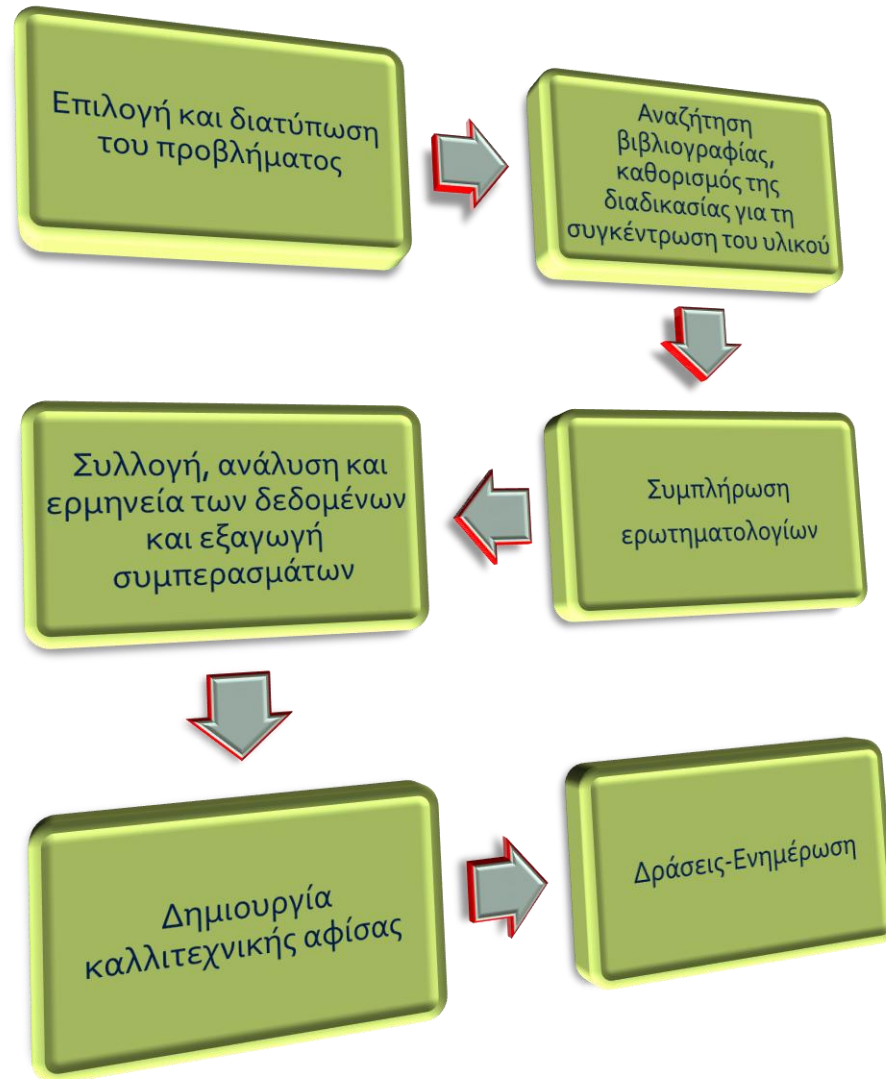 Επιλογή και διατύπωση
του προβλήματος
Αναζήτηση
βιβλιογραφίας,
καθορισμός της
διαδικασίας για τη
συγκέντρωση του υλικού
Συμπλήρωση
ερωτηματολογίων
Συλλογή, ανάλυση και
ερμηνεία των δεδομένων
και εξαγωγή
συμπερασμάτων
Δημιουργία
καλλιτεχνικής αφίσας
Δράσεις-Ενημέρωση